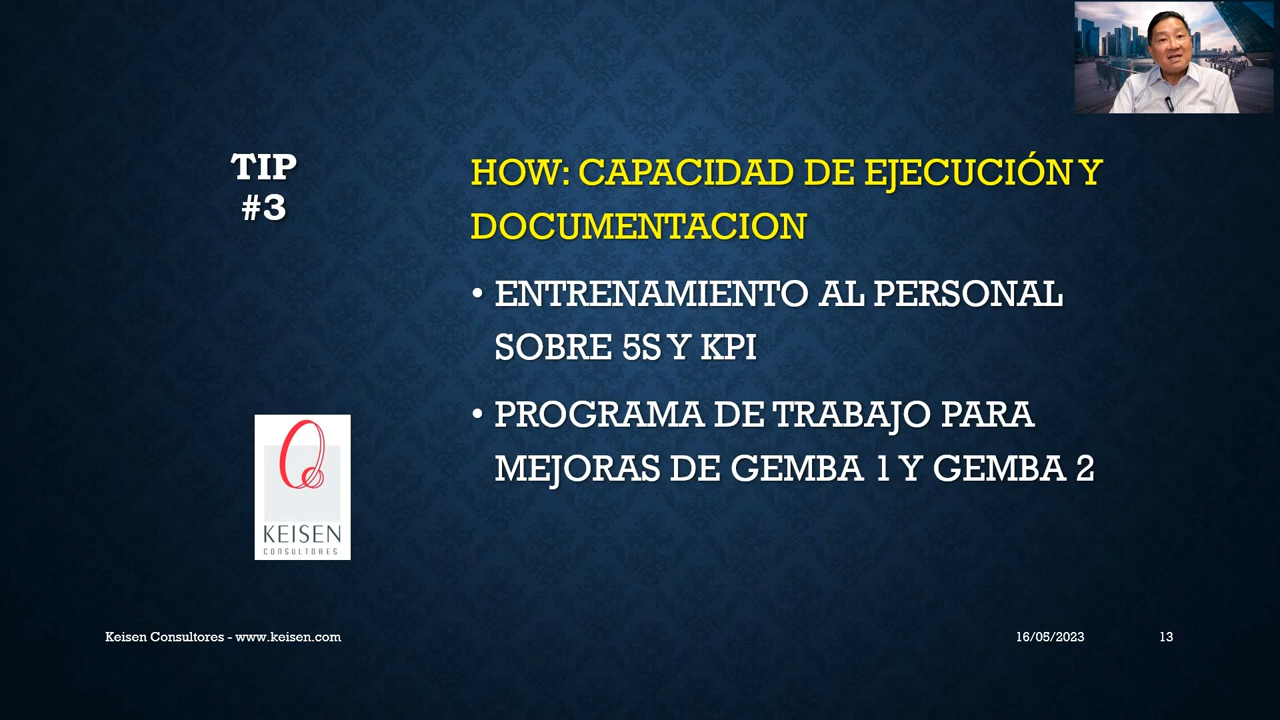 TIP
#3
HOW: CAPACIDAD DE EJECUCIÓN Y
DOCUMENTACION
• ENTRENAMIENTO AL PERSONAL
SOBRE 5S Y KPI
• PROGRAMA DE TRABAJO PARA
MEJORAS DE GEMBA 1 Y GEMBA 2
KEISEN
CONSULTORES
Keisen Consultores - www.keisen.com
16/05/2023
13